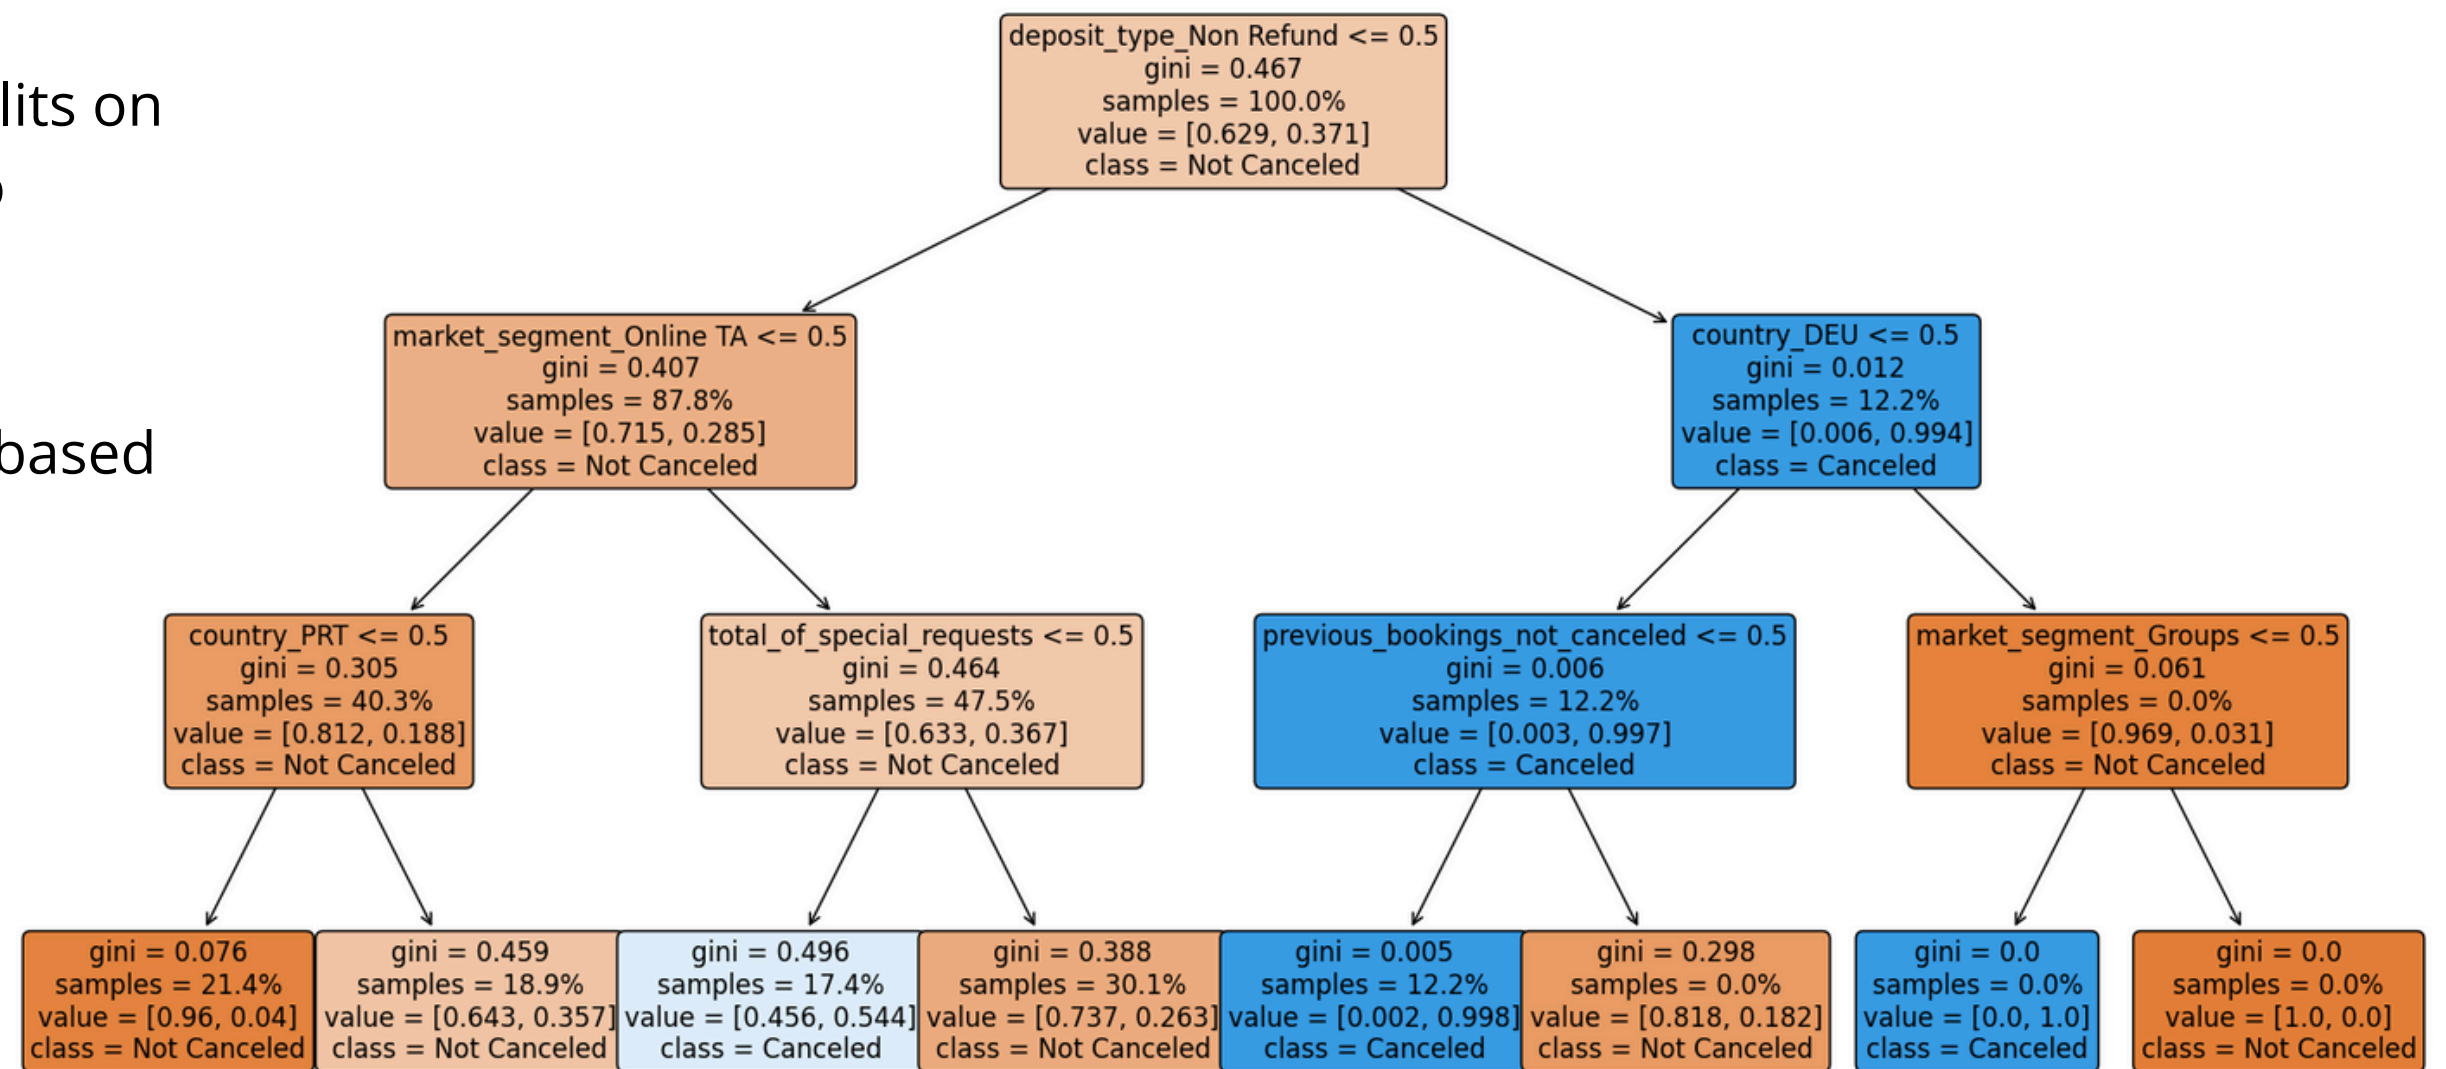 lits on
based
deposit_type_Non Refund <= 0.5
gini = 0.467
samples = 100.0%
value = [0.629, 0.371]
class = Not Canceled
market_segment_Online TA <= 0.5
gini = 0.407
samples = 87.8%
value = [0.715, 0.285]
class = Not Canceled
country_DEU <= 0.5
gini = 0.012
samples = 12.2%
value = [0.006, 0.994]
class = Canceled
country_PRT <= 0.5
gini = 0.305
samples = 40.3%
value = [0.812, 0.188]
class = Not Canceled
total_of_special_requests <= 0.5
gini = 0.464
samples = 47.5%
value = [0.633, 0.367]
class = Not Canceled
previous_bookings_not_canceled <= 0.5
gini = 0.006
samples = 12.2%
value = [0.003, 0.997]
class = Canceled
market_segment_Groups <= 0.5
gini = 0.061
samples = 0.0%
value = [0.969, 0.031]
class = Not Canceled
gini = 0.076
samples = 21.4%
value = [0.96, 0.04]
class = Not Canceled
gini = 0.459
samples = 18.9%
value = [0.643, 0.357]
class = Not Canceled
gini = 0.496
samples = 17.4%
value = [0.456, 0.544]
class = Canceled
gini = 0.388
samples = 30.1%
value = [0.737, 0.263]
class = Not Canceled
gini = 0.005
samples = 12.2%
value = [0.002, 0.998]
class = Canceled
gini = 0.298
samples = 0.0%
value = [0.818, 0.182]
class = Not Canceled
gini = 0.0
samples = 0.0%
value = [0.0, 1.0]
class = Canceled
gini = 0.0
samples = 0.0%
value = [1.0, 0.0]
class = Not Canceled